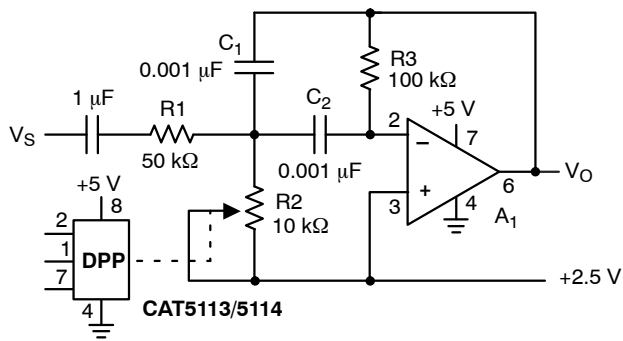 C1
0.001 μF
R3
100 kΩ
1 μF
R1
C2
+5 V
VS
2
7
50 kΩ
0.001 μF
–
6
VO
+5 V
8
R2
10 kΩ
+
3
4
A1
2
1
7
DPP
4
+2.5 V
CAT5113/5114